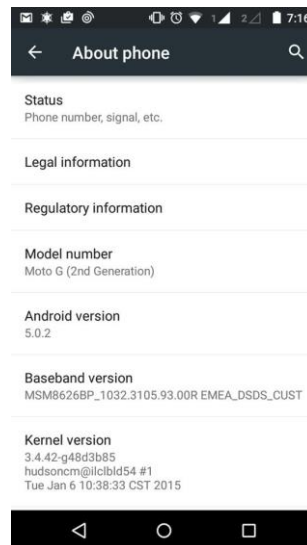 1 2 7:16
About phone
Status
Phone number, signal, etc.
Legal information
Regulatory information
Model number
Moto G (2nd Generation)
Android version
5.0.2
Baseband version
MSM8626BP_1032.3105.93.00R EMEA_DSDS_CUST
Kernel version
3.4.42-g48d3b85
hudsoncm@ilclbld54 #1
Tue Jan 6 10:38:33 CST 2015